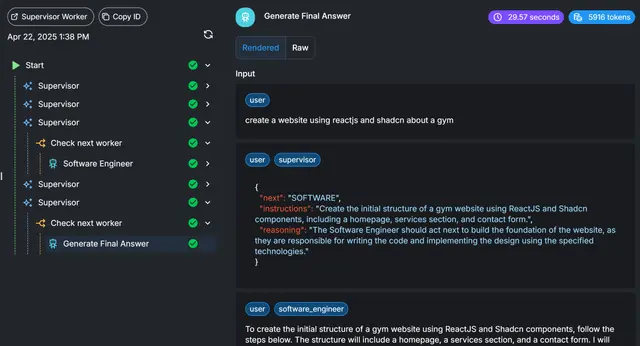 Supervisor Worker
Copy ID
Apr 22, 2025 1:38 PM
Start
Supervisor
Supervisor
Supervisor
Check next worker
Software Engineer
Supervisor
Supervisor
Check next worker
Generate Final Answer
Generate Final Answer
29.57 seconds
5916 tokens
Rendered
Raw
Input
user
create a website using reactjs and shadcn about a gym
user supervisor
{
"next": "SOFTWARE",
"instructions": "Create the initial structure of a gym website using ReactJS and Shadcn
components, including a homepage, services section, and contact form.",
"reasoning": "The Software Engineer should act next to build the foundation of the website, as
they are responsible for writing the code and implementing the design using the specified
technologies."
}
user software_engineer
To create the initial structure of a gym website using ReactJS and Shadcn components, follow the
steps below. The structure will include a homepage, a services section, and a contact form. I will